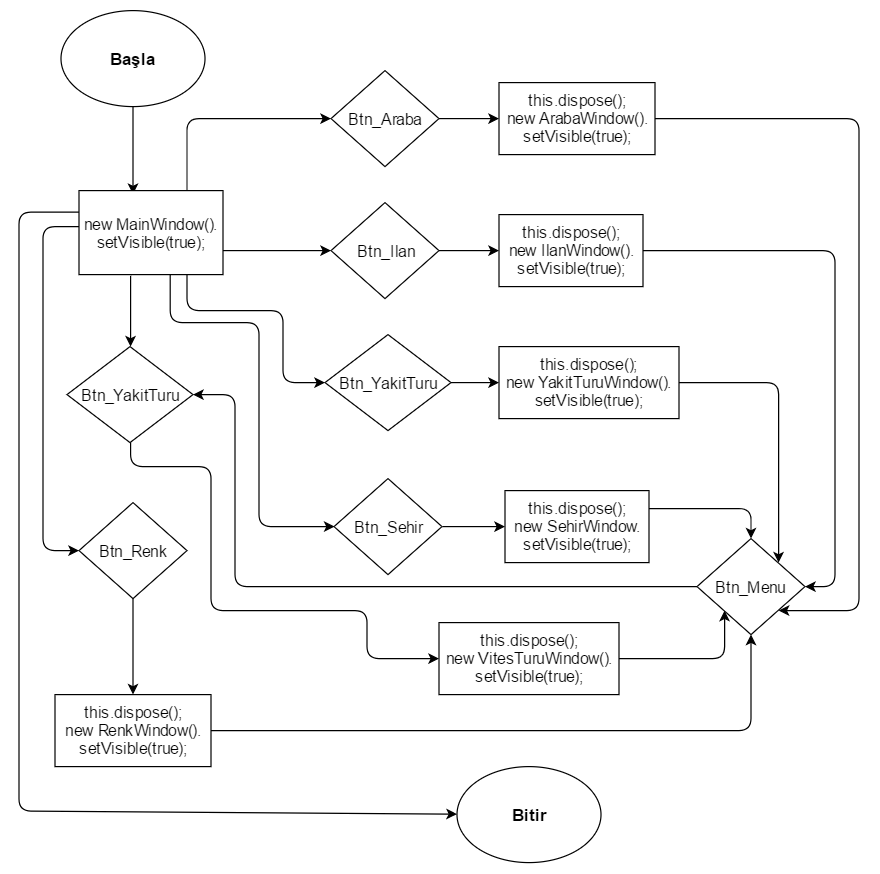 Başla
Btn_Araba
this.dispose();
new ArabaWindow().
setVisible(true);
new MainWindow().
setVisible(true);
Btn_Ilan
this.dispose();
new IlanWindow().
setVisible(true);
Btn_YakitTuru
Btn_YakitTuru
this.dispose();
new YakitTuruWindow().
setVisible(true);
Btn_Sehir
this.dispose();
new SehirWindow.
setVisible(true);
Btn_Renk
Btn_Menu
this.dispose();
new VitesTuruWindow().
setVisible(true);
this.dispose();
new RenkWindow().
setVisible(true);
Bitir